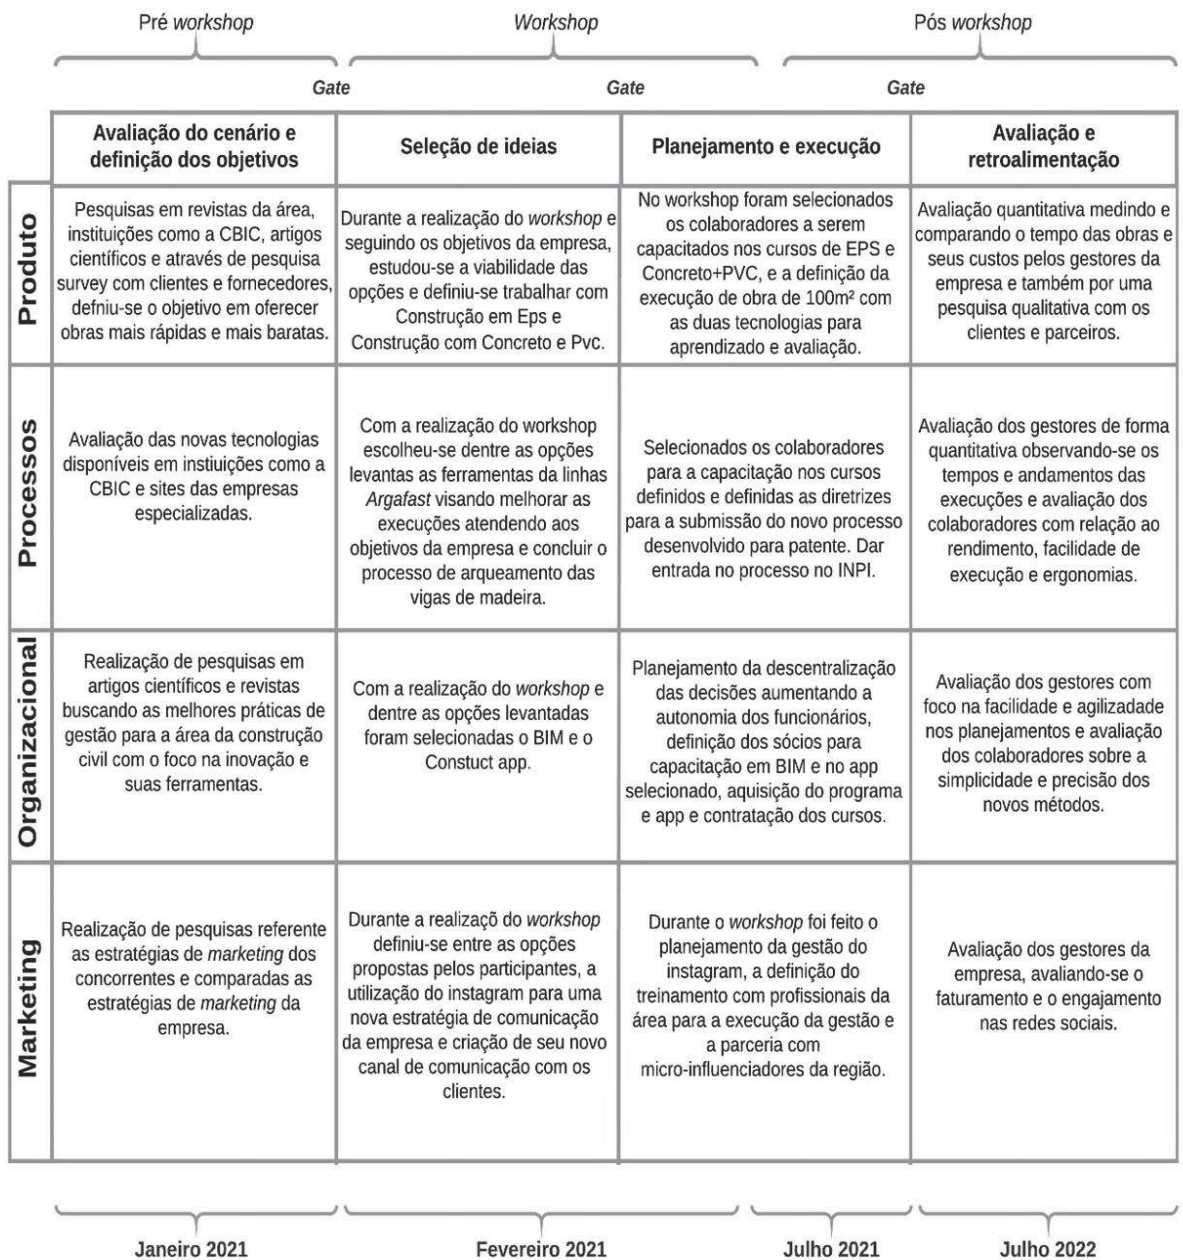 Pré workshop
Workshop
Pós workshop
Gate
Gate
Gate
Avaliação do cenário e
definição dos objetivos
Seleção de ideias
Planejamento e execução
Avaliação e
retroalimentação
Produto
Pesquisas em revistas da área,
instituições como a CBIC, artigos
científicos e através de pesquisa
survey com clientes e fornecedores,
defniu-se o objetivo em oferecer
obras mais rápidas e mais baratas.
Durante a realização do workshop e
seguindo os objetivos da empresa,
estudou-se a viabilidade das
opções e definiu-se trabalhar com
Construção em Eps e
Construção com Concreto e Pvc.
No workshop foram selecionados
os colaboradores a serem
capacitados nos cursos de EPS e
Concreto+PVC, e a definição da
execução de obra de 100m² com
as duas tecnologias para
aprendizado e avaliação.
Avaliação quantitativa medindo e
comparando o tempo das obras e
seus custos pelos gestores da
empresa e também por uma
pesquisa qualitativa com os
clientes e parceiros.
Processos
Avaliação das novas tecnologias
disponíveis em instiuições como a
CBIC e sites das empresas
especializadas.
Com a realização do workshop
escolheu-se dentre as opções
levantas as ferramentas da linhas
Argafast visando melhorar as
execuções atendendo aos
objetivos da empresa e concluir o
processo de arqueamento das
vigas de madeira.
Selecionados os colaboradores
para a capacitação nos cursos
definidos e definidas as diretrizes
para a submissão do novo processo
desenvolvido para patente. Dar
entrada no processo no INPI.
Avaliação dos gestores de forma
quantitativa observando-se os
tempos e andamentos das
execuções e avaliação dos
colaboradores com relação ao
rendimento, facilidade de
execução e ergonomias.
Organizacional
Realização de pesquisas em
artigos científicos e revistas
buscando as melhores práticas de
gestão para a área da construção
civil com o foco na inovação e
suas ferramentas.
Com a realização do workshop e
dentre as opções levantadas
foram selecionadas o BIM e o
Constuct app.
Planejamento da descentralização
das decisões aumentando a
autonomia dos funcionários,
definição dos sócios para
capacitação em BIM e no app
selecionado, aquisição do programa
e app e contratação dos cursos.
Avaliação dos gestores com
foco na facilidade e agilizadade
nos planejamentos e avaliação
dos colaboradores sobre a
simplicidade e precisão dos
novos métodos.
Marketing
Realização de pesquisas referente
as estratégias de marketing dos
concorrentes e comparadas as
estratégias de marketing da
empresa.
Durante a realizaçõ do workshop
definiu-se entre as opções
propostas pelos participantes, a
utilização do instagram para uma
nova estratégia de comunicação
da empresa e criação de seu novo
canal de comunicação com os
clientes.
Durante o workshop foi feito o
planejamento da gestão do
instagram, a definição do
treinamento com profissionais da
área para a execução da gestão e
a parceria com
micro-influenciadores da região.
Avaliação dos gestores da
empresa, avaliando-se o
faturamento e o engajamento
nas redes sociais.
Janeiro 2021
Fevereiro 2021
Julho 2021
Julho 2022